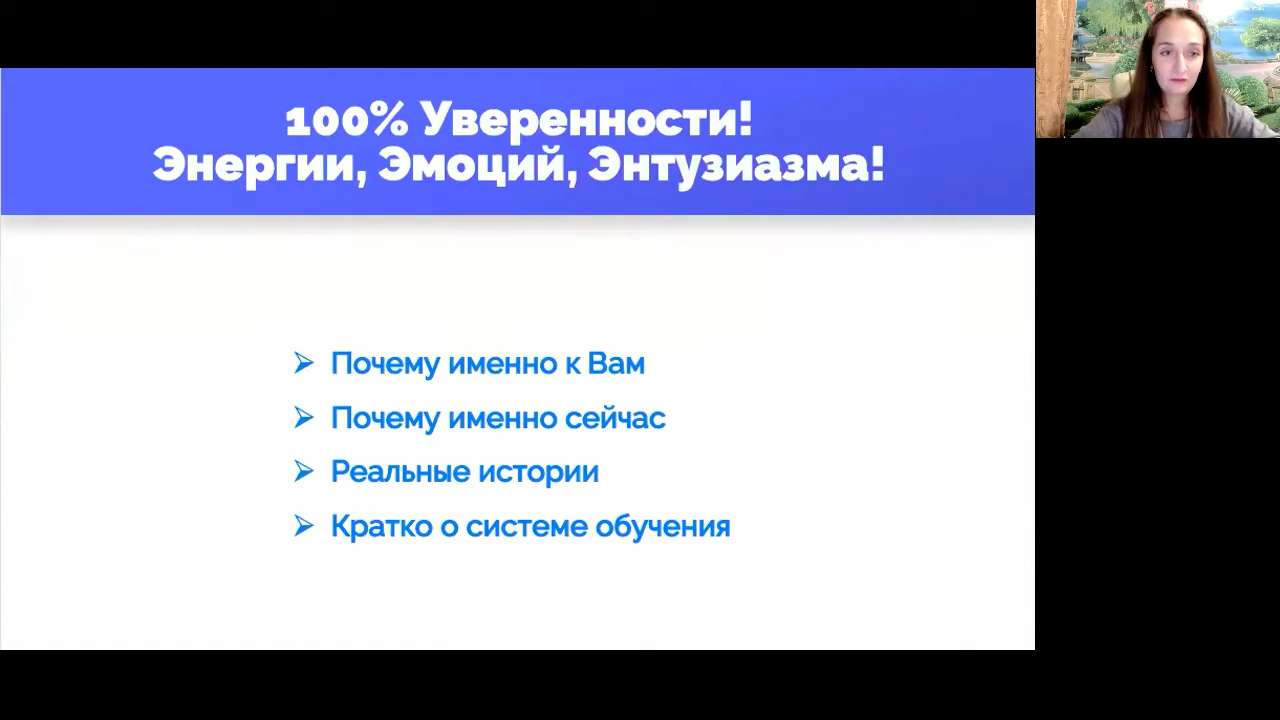 100% Уверенности!
Энергии, Эмоций, Энтузиазма!
➢ Почему именно к Вам
➢ Почему именно сейчас
➢ Реальные истории
➢ Кратко о системе обучения